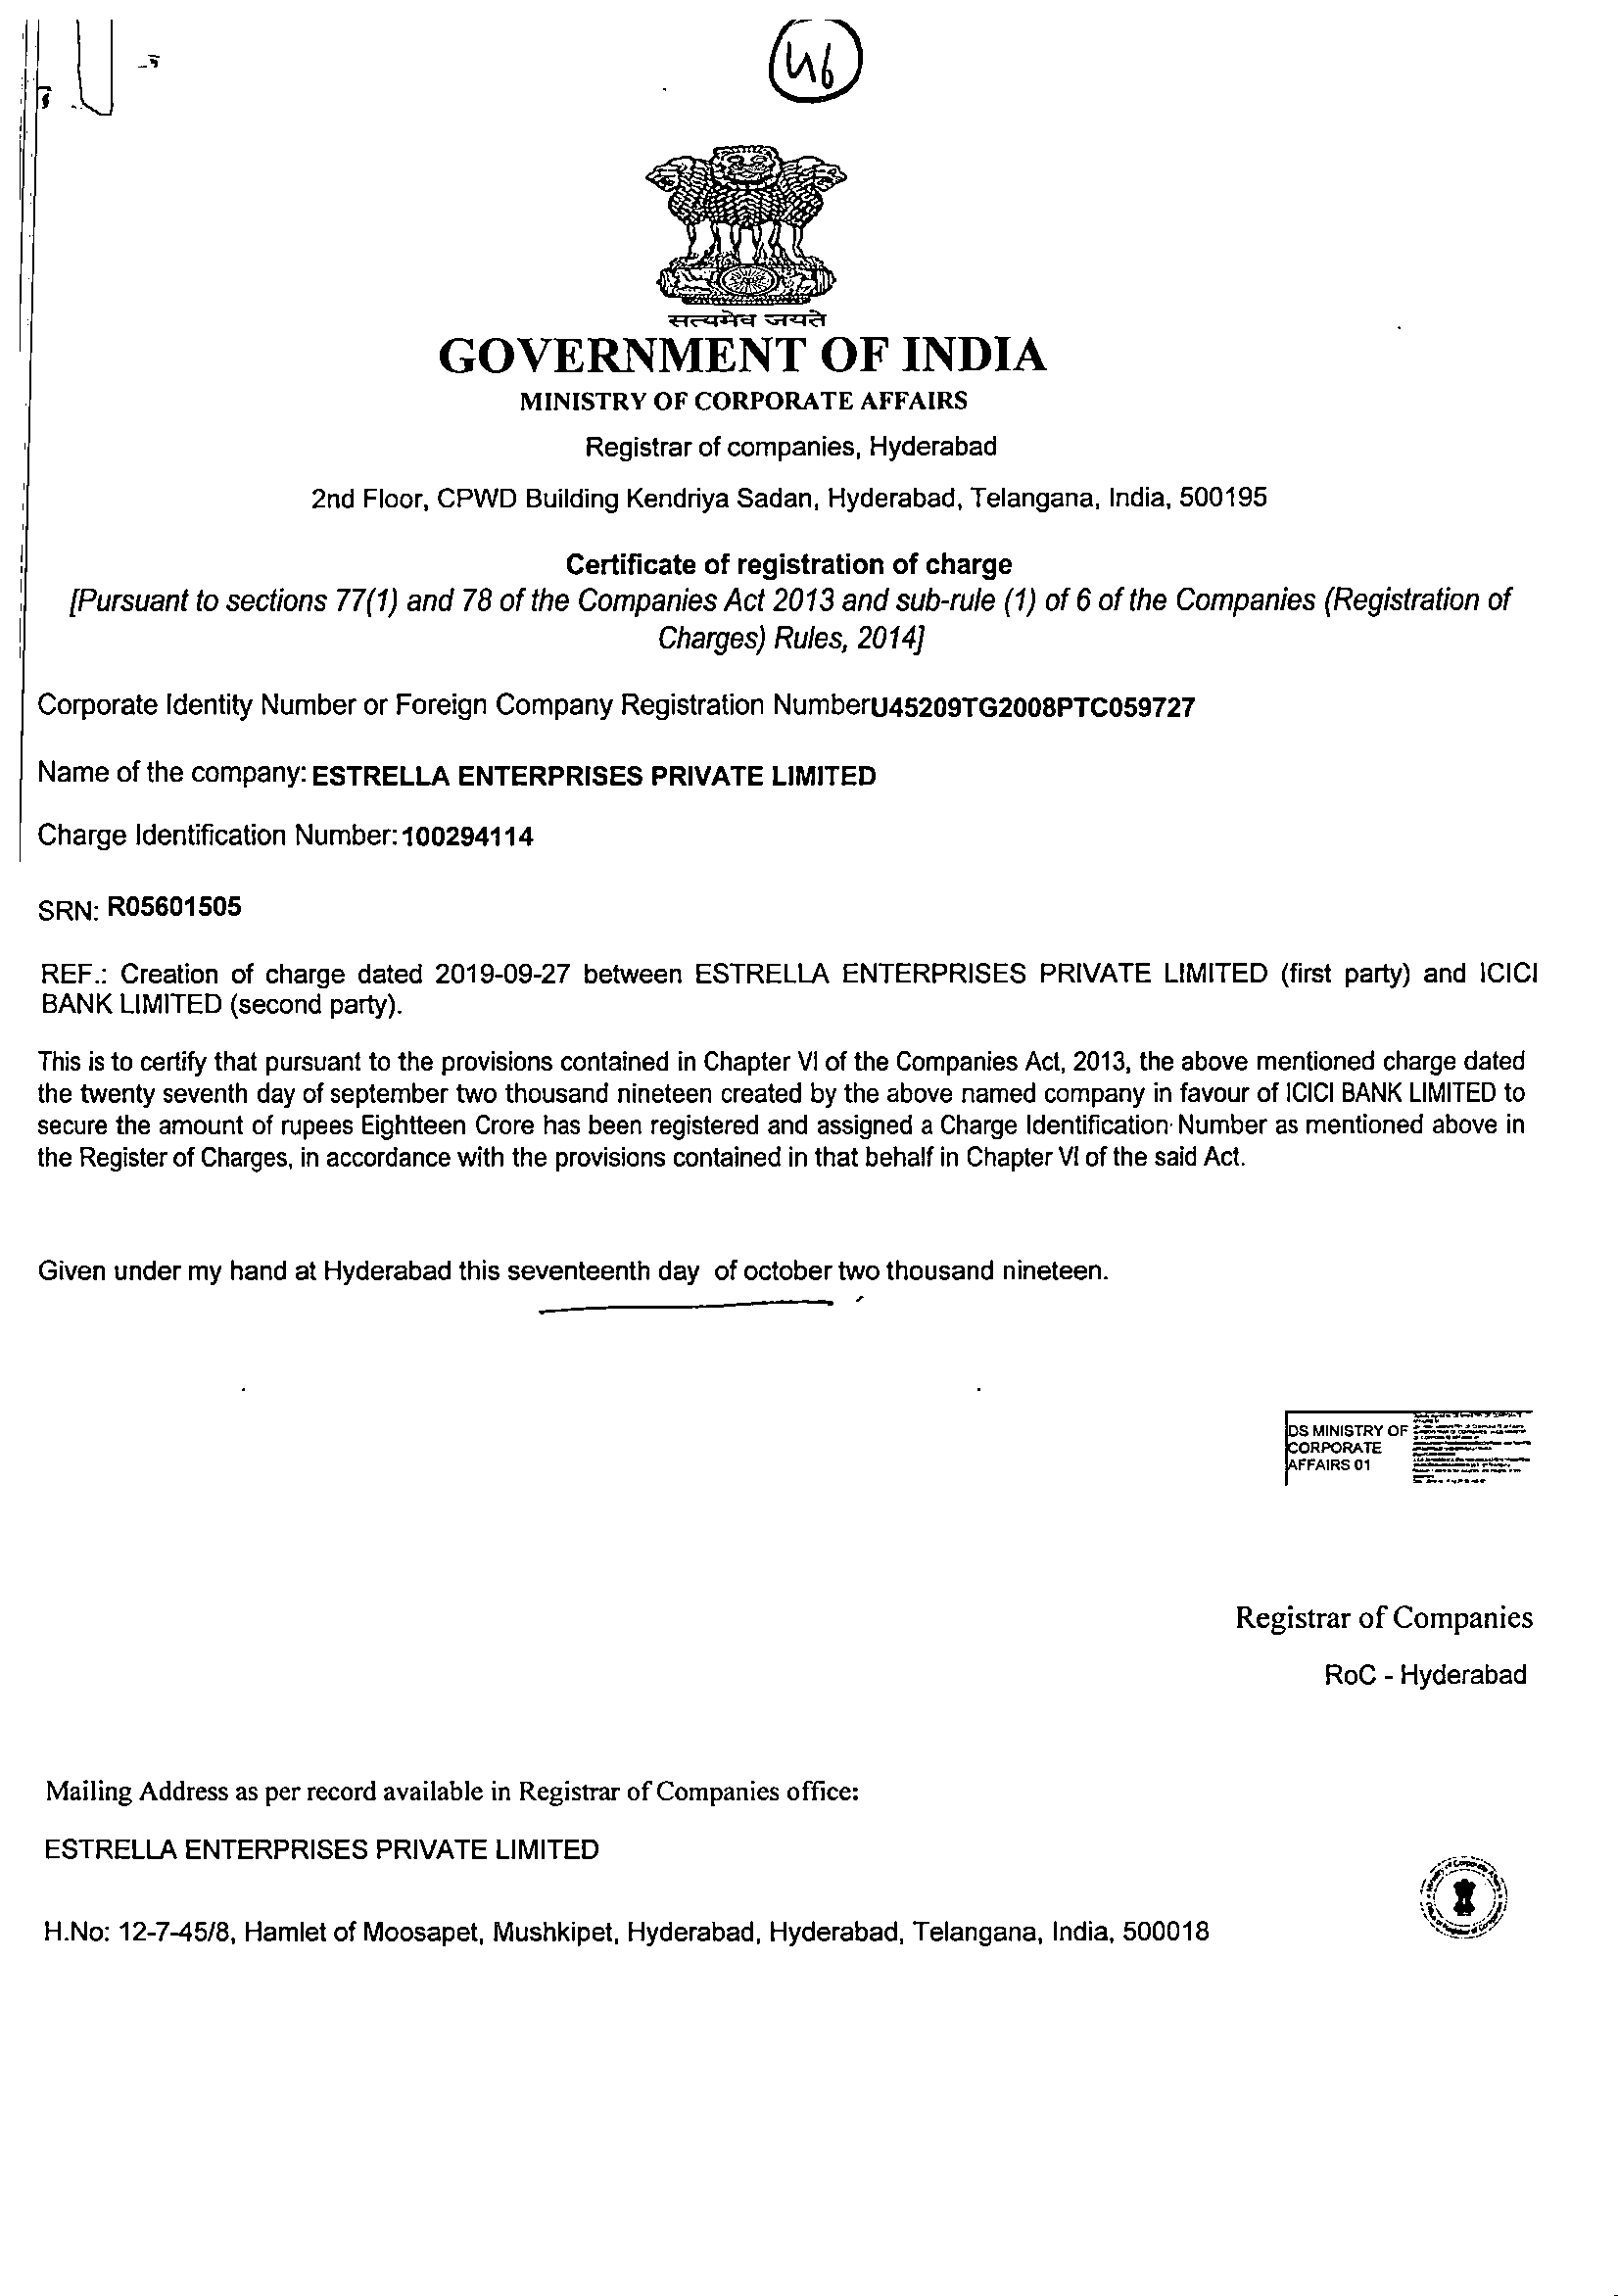 46
सत्यमेव जयते
GOVERNMENT OF INDIA
MINISTRY OF CORPORATE AFFAIRS
Registrar of companies, Hyderabad
2nd Floor, CPWD Building Kendriya Sadan, Hyderabad, Telangana, India, 500195
Certificate of registration of charge
[Pursuant to sections 77(1) and 78 of the Companies Act 2013 and sub-rule (1) of 6 of the Companies (Registration of
Charges) Rules, 2014]
Corporate Identity Number or Foreign Company Registration NumberU45209TG2008PTC059727
Name of the company: ESTRELLA ENTERPRISES PRIVATE LIMITED
Charge Identification Number: 100294114
SRN: R05601505
REF.: Creation of charge dated 2019-09-27 between ESTRELLA ENTERPRISES PRIVATE LIMITED (first party) and ICICI
BANK LIMITED (second party).
This is to certify that pursuant to the provisions contained in Chapter VI of the Companies Act, 2013, the above mentioned charge dated
the twenty seventh day of september two thousand nineteen created by the above named company in favour of ICICI BANK LIMITED to
secure the amount of rupees Eightteen Crore has been registered and assigned a Charge Identification Number as mentioned above in
the Register of Charges, in accordance with the provisions contained in that behalf in Chapter VI of the said Act.
Given under my hand at Hyderabad this seventeenth day of october two thousand nineteen.
DS MINISTRY OF
CORPORATE
AFFAIRS 01
Registrar of Companies
RoC - Hyderabad
Mailing Address as per record available in Registrar of Companies office:
ESTRELLA ENTERPRISES PRIVATE LIMITED
H.No: 12-7-45/8, Hamlet of Moosapet, Mushkipet, Hyderabad, Hyderabad, Telangana, India, 500018